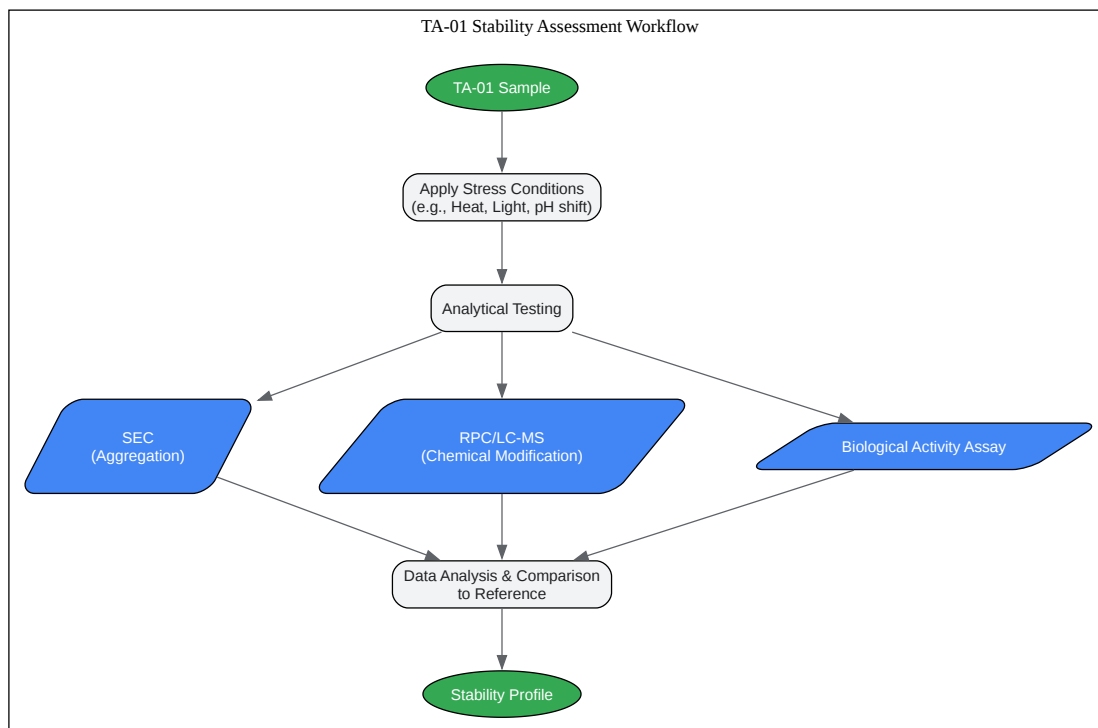 TA-01 Stability Assessment Workflow
TA-01 Sample
Apply Stress Conditions
(e.g., Heat, Light, pH shift)
Analytical Testing
SEC
(Aggregation)
RPC/LC-MS
(Chemical Modification)
Biological Activity Assay
Data Analysis & Comparison
to Reference
Stability Profile